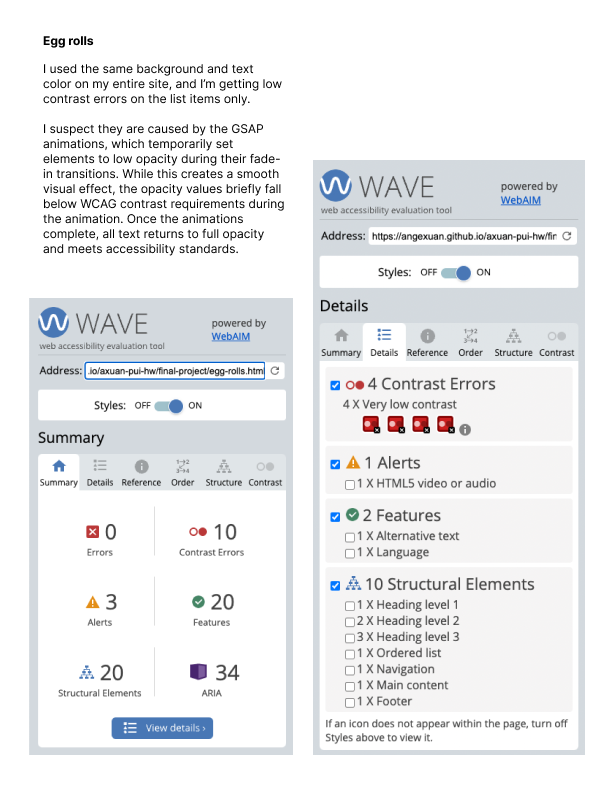 Egg rolls
I used the same background and text
color on my entire site, and I'm getting low
contrast errors on the list items only.
I suspect they are caused by the GSAP
animations, which temporarily set
elements to low opacity during their fade-
in transitions. While this creates a smooth
visual effect, the opacity values briefly fall
below WCAG contrast requirements during
the animation. Once the animations
complete, all text returns to full opacity
and meets accessibility standards.
WAVE
web accessibility evaluation tool
powered by
WebAIM
Address: .io/axuan-pui-hw/final-project/egg-rolls.html
Styles: OFF ON
Summary
Summary Details Reference Order Structure Contrast
1→2
3→4
0
Errors
10
Contrast Errors
3
Alerts
20
Features
20
Structural Elements
34
ARIA
View details ›
WAVE
web accessibility evaluation tool
powered by
WebAIM
Address: https://angexuan.github.io/axuan-pui-hw/fin
Styles: OFF ON
Details
1→2
3→4
Summary Details Reference Order Structure Contrast
4 Contrast Errors
4 X Very low contrast
1 Alerts
1 X HTML5 video or audio
2 Features
1 X Alternative text
1 X Language
10 Structural Elements
1 X Heading level 1
2 X Heading level 2
3 X Heading level 3
1 X Ordered list
1 X Navigation
1 X Main content
1 X Footer
If an icon does not appear within the page, turn off
Styles above to view it.